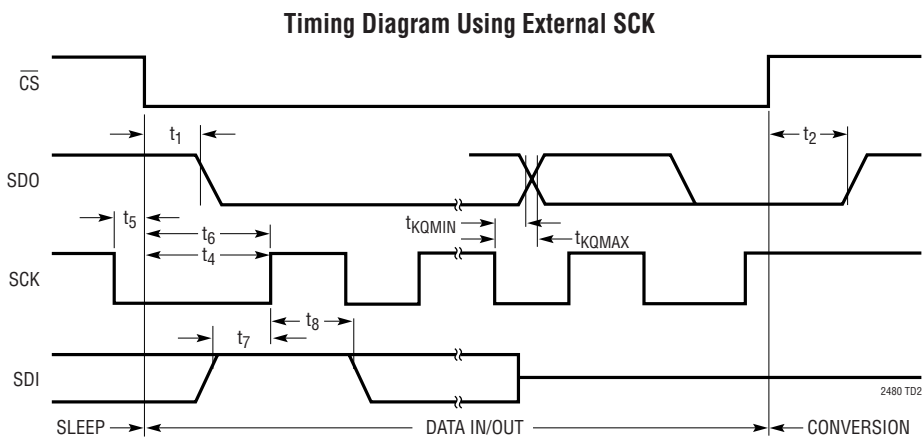 Timing Diagram Using External SCK
CS
t1
t2
SDO
t5
t6
tKQMIN
tKQMAX
t4
SCK
t8
t7
SDI
2480 TD2
SLEEP
DATA IN/OUT
CONVERSION